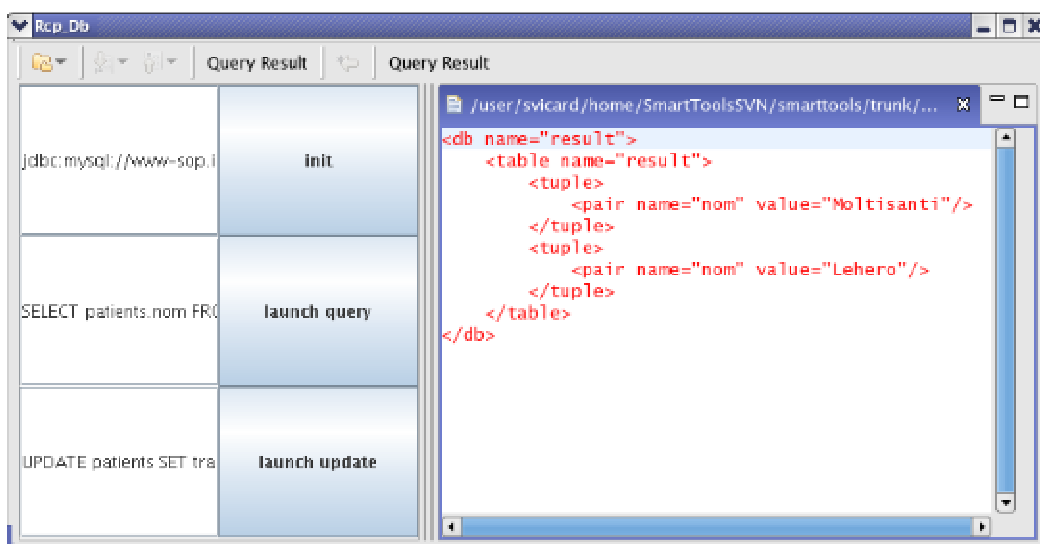 Rcp_Db
Query Result Query Result
jdbc:mysql://www-sop.i
init
SELECT patients.nom FRO
launch query
UPDATE patients SET tra
launch update
/user/svicard/home/SmartToolsSVN/smarttools/trunk/...
<db name="result">
<table name="result">
<tuple>
<pair name="nom" value="Moltisanti"/>
</tuple>
<tuple>
<pair name="nom" value="Lehero"/>
</tuple>
</table>
</db>